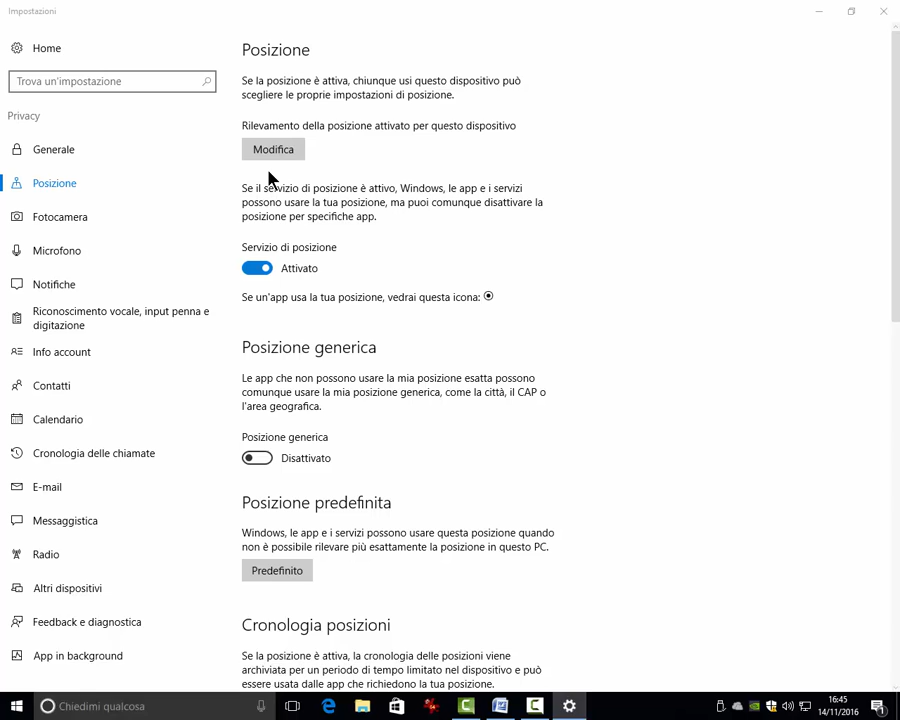 Impostazioni
Home
Trova un'impostazione
Privacy
Generale
Posizione
Fotocamera
Microfono
Notifiche
Riconoscimento vocale, input penna e
digitazione
Info account
Contatti
Calendario
Cronologia delle chiamate
E-mail
Messaggistica
Radio
Altri dispositivi
Feedback e diagnostica
App in background
Posizione
Se la posizione è attiva, chiunque usi questo dispositivo può
scegliere le proprie impostazioni di posizione.
Rilevamento della posizione attivato per questo dispositivo
Modifica
Se il servizio di posizione è attivo, Windows, le app e i servizi
possono usare la tua posizione, ma puoi comunque disattivare la
posizione per specifiche app.
Servizio di posizione
Attivato
Se un'app usa la tua posizione, vedrai questa icona:
Posizione generica
Le app che non possono usare la mia posizione esatta possono
comunque usare la mia posizione generica, come la città, il CAP o
l'area geografica.
Posizione generica
Disattivato
Posizione predefinita
Windows, le app e i servizi possono usare questa posizione quando
non è possibile rilevare più esattamente la posizione in questo PC.
Predefinito
Cronologia posizioni
Se la posizione è attiva, la cronologia delle posizioni viene
archiviata per un periodo di tempo limitato nel dispositivo e può
essere usata dalle app che richiedono la tua posizione.
Chiedimi qualcosa
16:45
14/11/2016
1